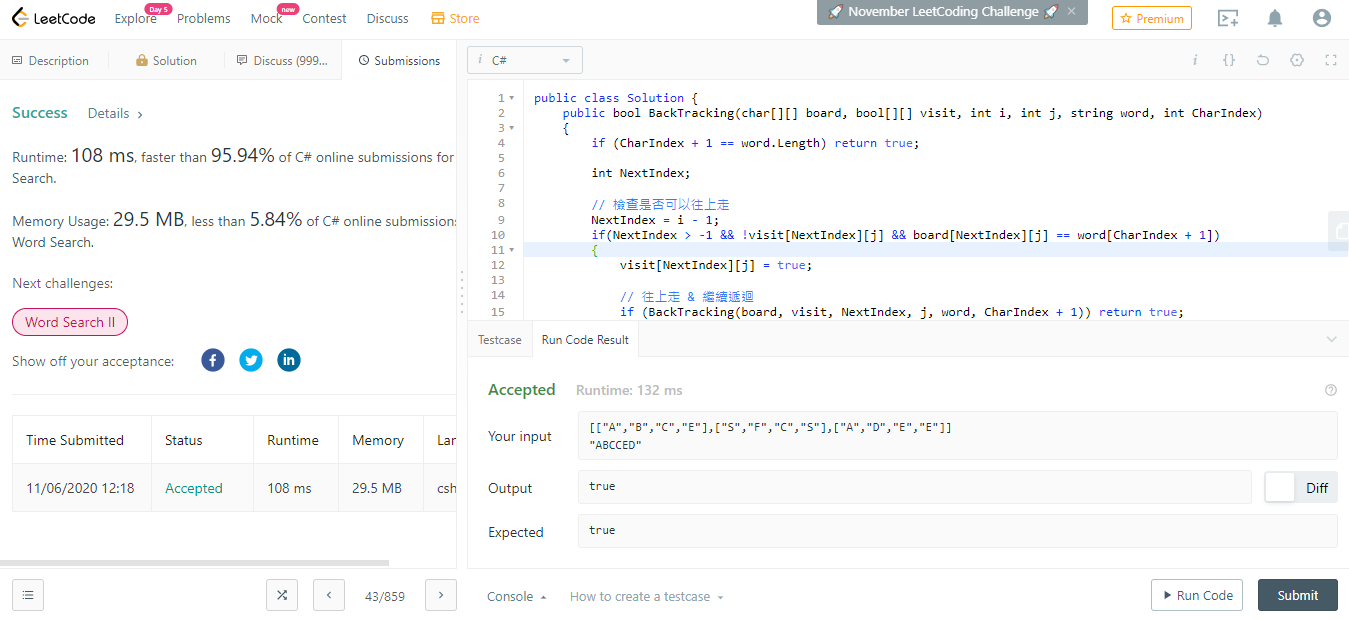 LeetCode Explore Day 5 Problems Mock new Contest Discuss Store 🚀 November LeetCoding Challenge 🚀 × Premium
Description Solution Discuss (999... Submissions
i C#
Success Details ›
Runtime: 108 ms, faster than 95.94% of C# online submissions for
Search.
Memory Usage: 29.5 MB, less than 5.84% of C# online submission
Word Search.
Next challenges:
Word Search II
Show off your acceptance:
Time Submitted Status Runtime Memory Lan
11/06/2020 12:18 Accepted 108 ms 29.5 MB csh
43/859
1 public class Solution {
2 public bool BackTracking(char[][] board, bool[][] visit, int i, int j, string word, int CharIndex)
3 {
4 if (CharIndex + 1 == word.Length) return true;
5
6 int NextIndex;
7
8 // 檢查是否可以往上走
9 NextIndex = i - 1;
10 if(NextIndex > -1 && !visit[NextIndex][j] && board[NextIndex][j] == word[CharIndex + 1])
11 {
12 visit[NextIndex][j] = true;
13
14 // 往上走 & 繼續遞迴
15 if (BackTracking(board, visit, NextIndex, j, word, CharIndex + 1)) return true;
Testcase Run Code Result
Accepted Runtime: 132 ms
Your input
[["A","B","C","E"],["S","F","C","S"],["A","D","E","E"]]
"ABCCED"
Output true Diff
Expected true
Console How to create a testcase Run Code Submit